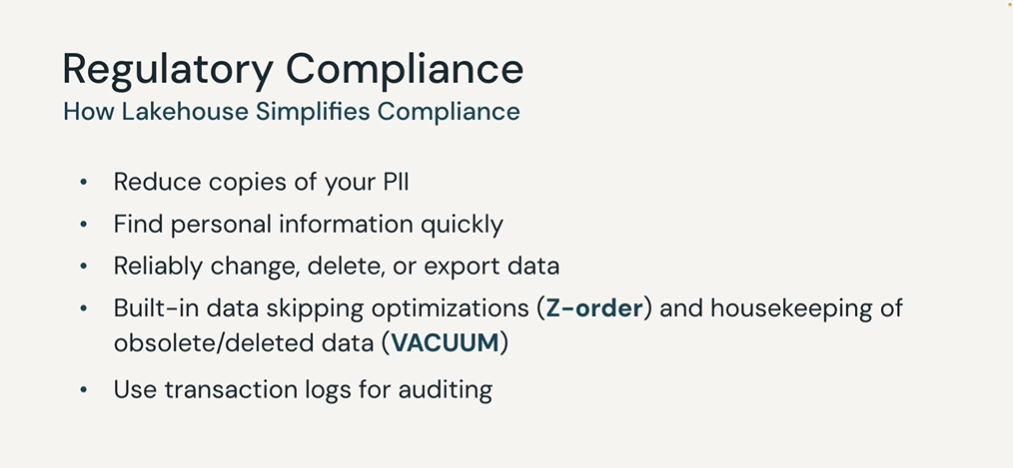 Regulatory Compliance
How Lakehouse Simplifies Compliance
• Reduce copies of your PII
• Find personal information quickly
• Reliably change, delete, or export data
• Built-in data skipping optimizations (Z-order) and housekeeping of
obsolete/deleted data (VACUUM)
• Use transaction logs for auditing